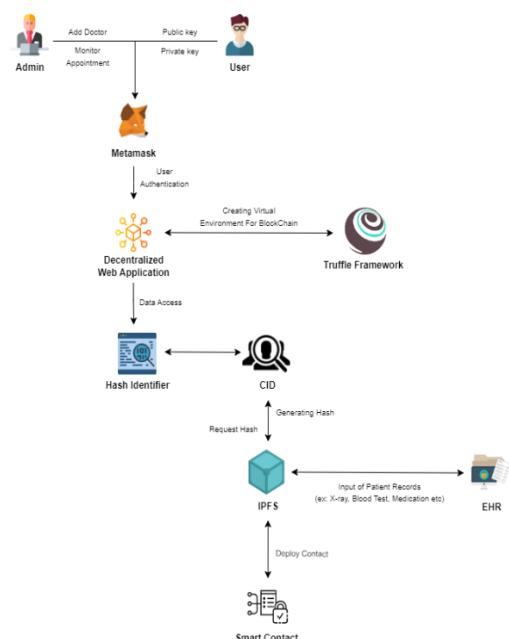 Add Doctor
Public key
Monitor
Appointment
Private key
Admin
User
Metamask
User
Authentication
Creating Virtual
Environment For BlockChain
Decentralized
Web Application
Truffle Framework
Data Access
Hash Identifier
CID
Generating Hash
Request Hash
Input of Patient Records
(ex: X-ray, Blood Test, Medication etc)
IPFS
EHR
Deploy Contact
Smart Contact